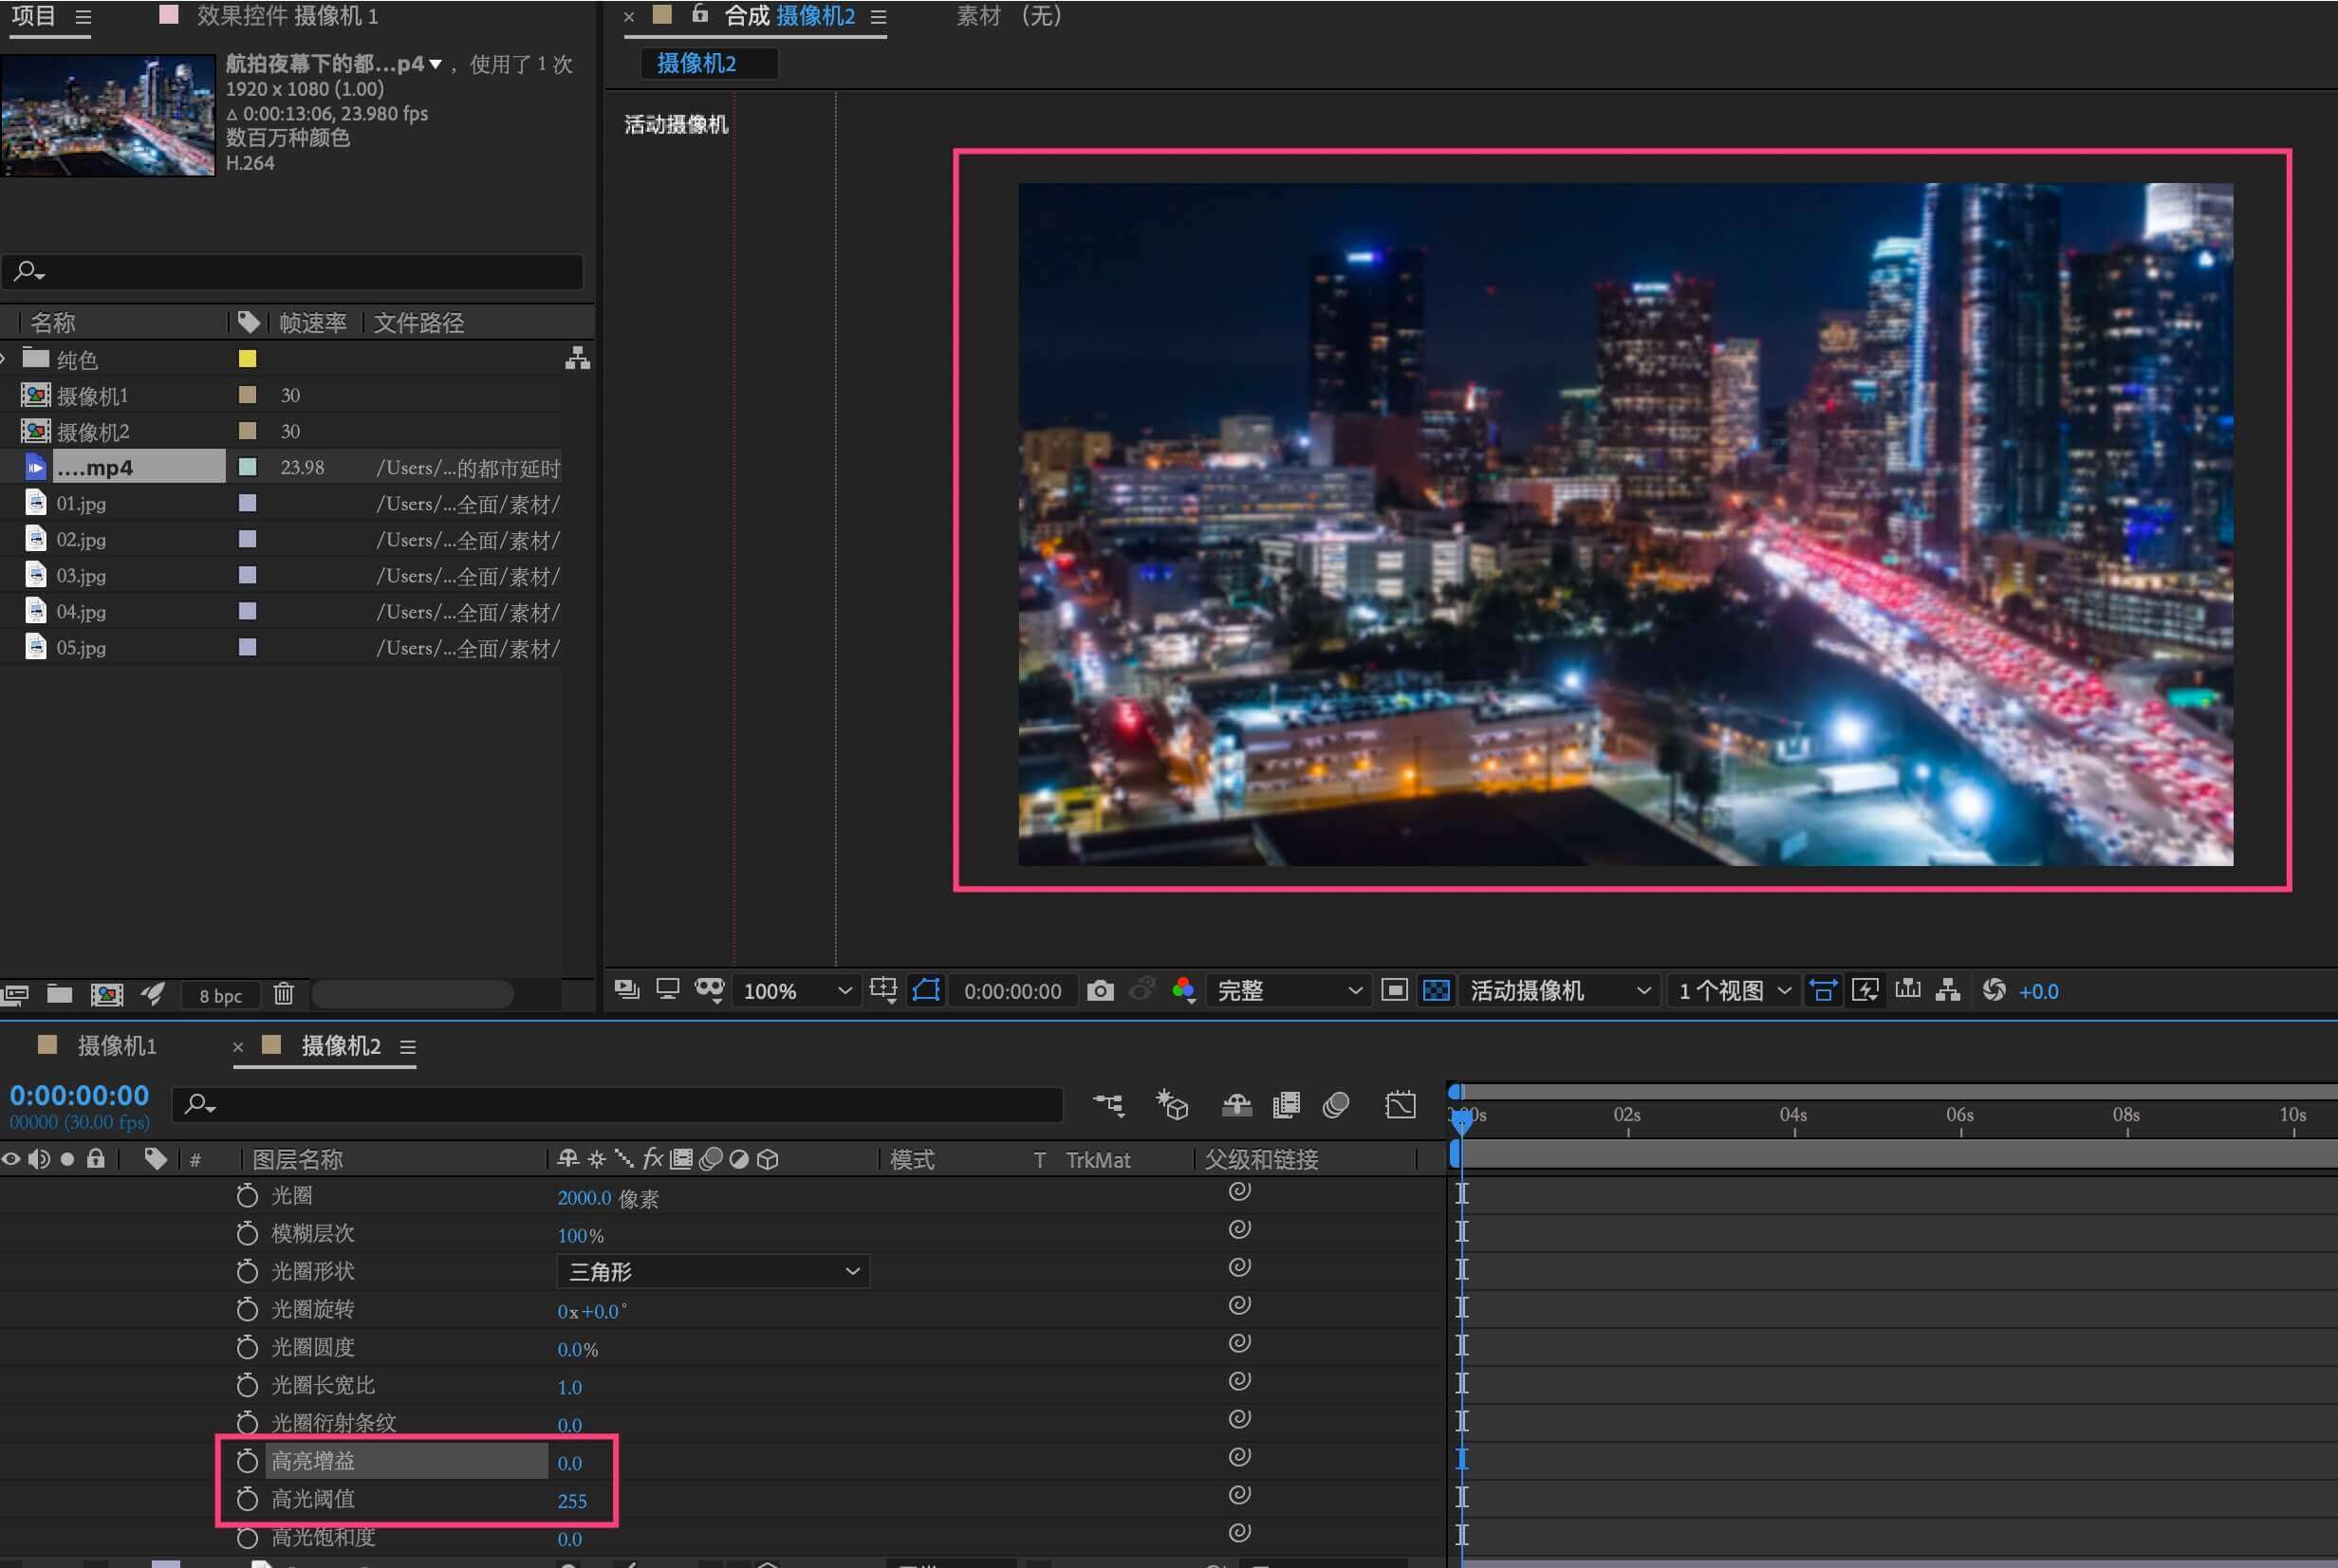 项目
效果控件 摄像机 1
合成 摄像机2
素材 （无）
航拍夜幕下的都...p4 ，使用了 1 次
1920 x 1080 (1.00)
Δ 0:00:13:06, 23.980 fps
数百万种颜色
H.264
摄像机2
活动摄像机
名称 帧速率 文件路径
纯色
摄像机1 30
摄像机2 30
....mp4 23.98 /Users/...的都市延时
01.jpg /Users/...全面/素材/
02.jpg /Users/...全面/素材/
03.jpg /Users/...全面/素材/
04.jpg /Users/...全面/素材/
05.jpg /Users/...全面/素材/
8 bpc
100% 0:00:00:00 完整 活动摄像机 1 个视图 +0.0
摄像机1 摄像机2
0:00:00:00
00000 (30.00 fps)
02s 04s 06s 08s 10s
# 图层名称 fx 模式 T TrkMat 父级和链接
光圈 2000.0 像素
模糊层次 100%
光圈形状 三角形
光圈旋转 0x+0.0°
光圈圆度 0.0%
光圈长宽比 1.0
光圈衍射条纹 0.0
高亮增益 0.0
高光阈值 255
高光饱和度 0.0